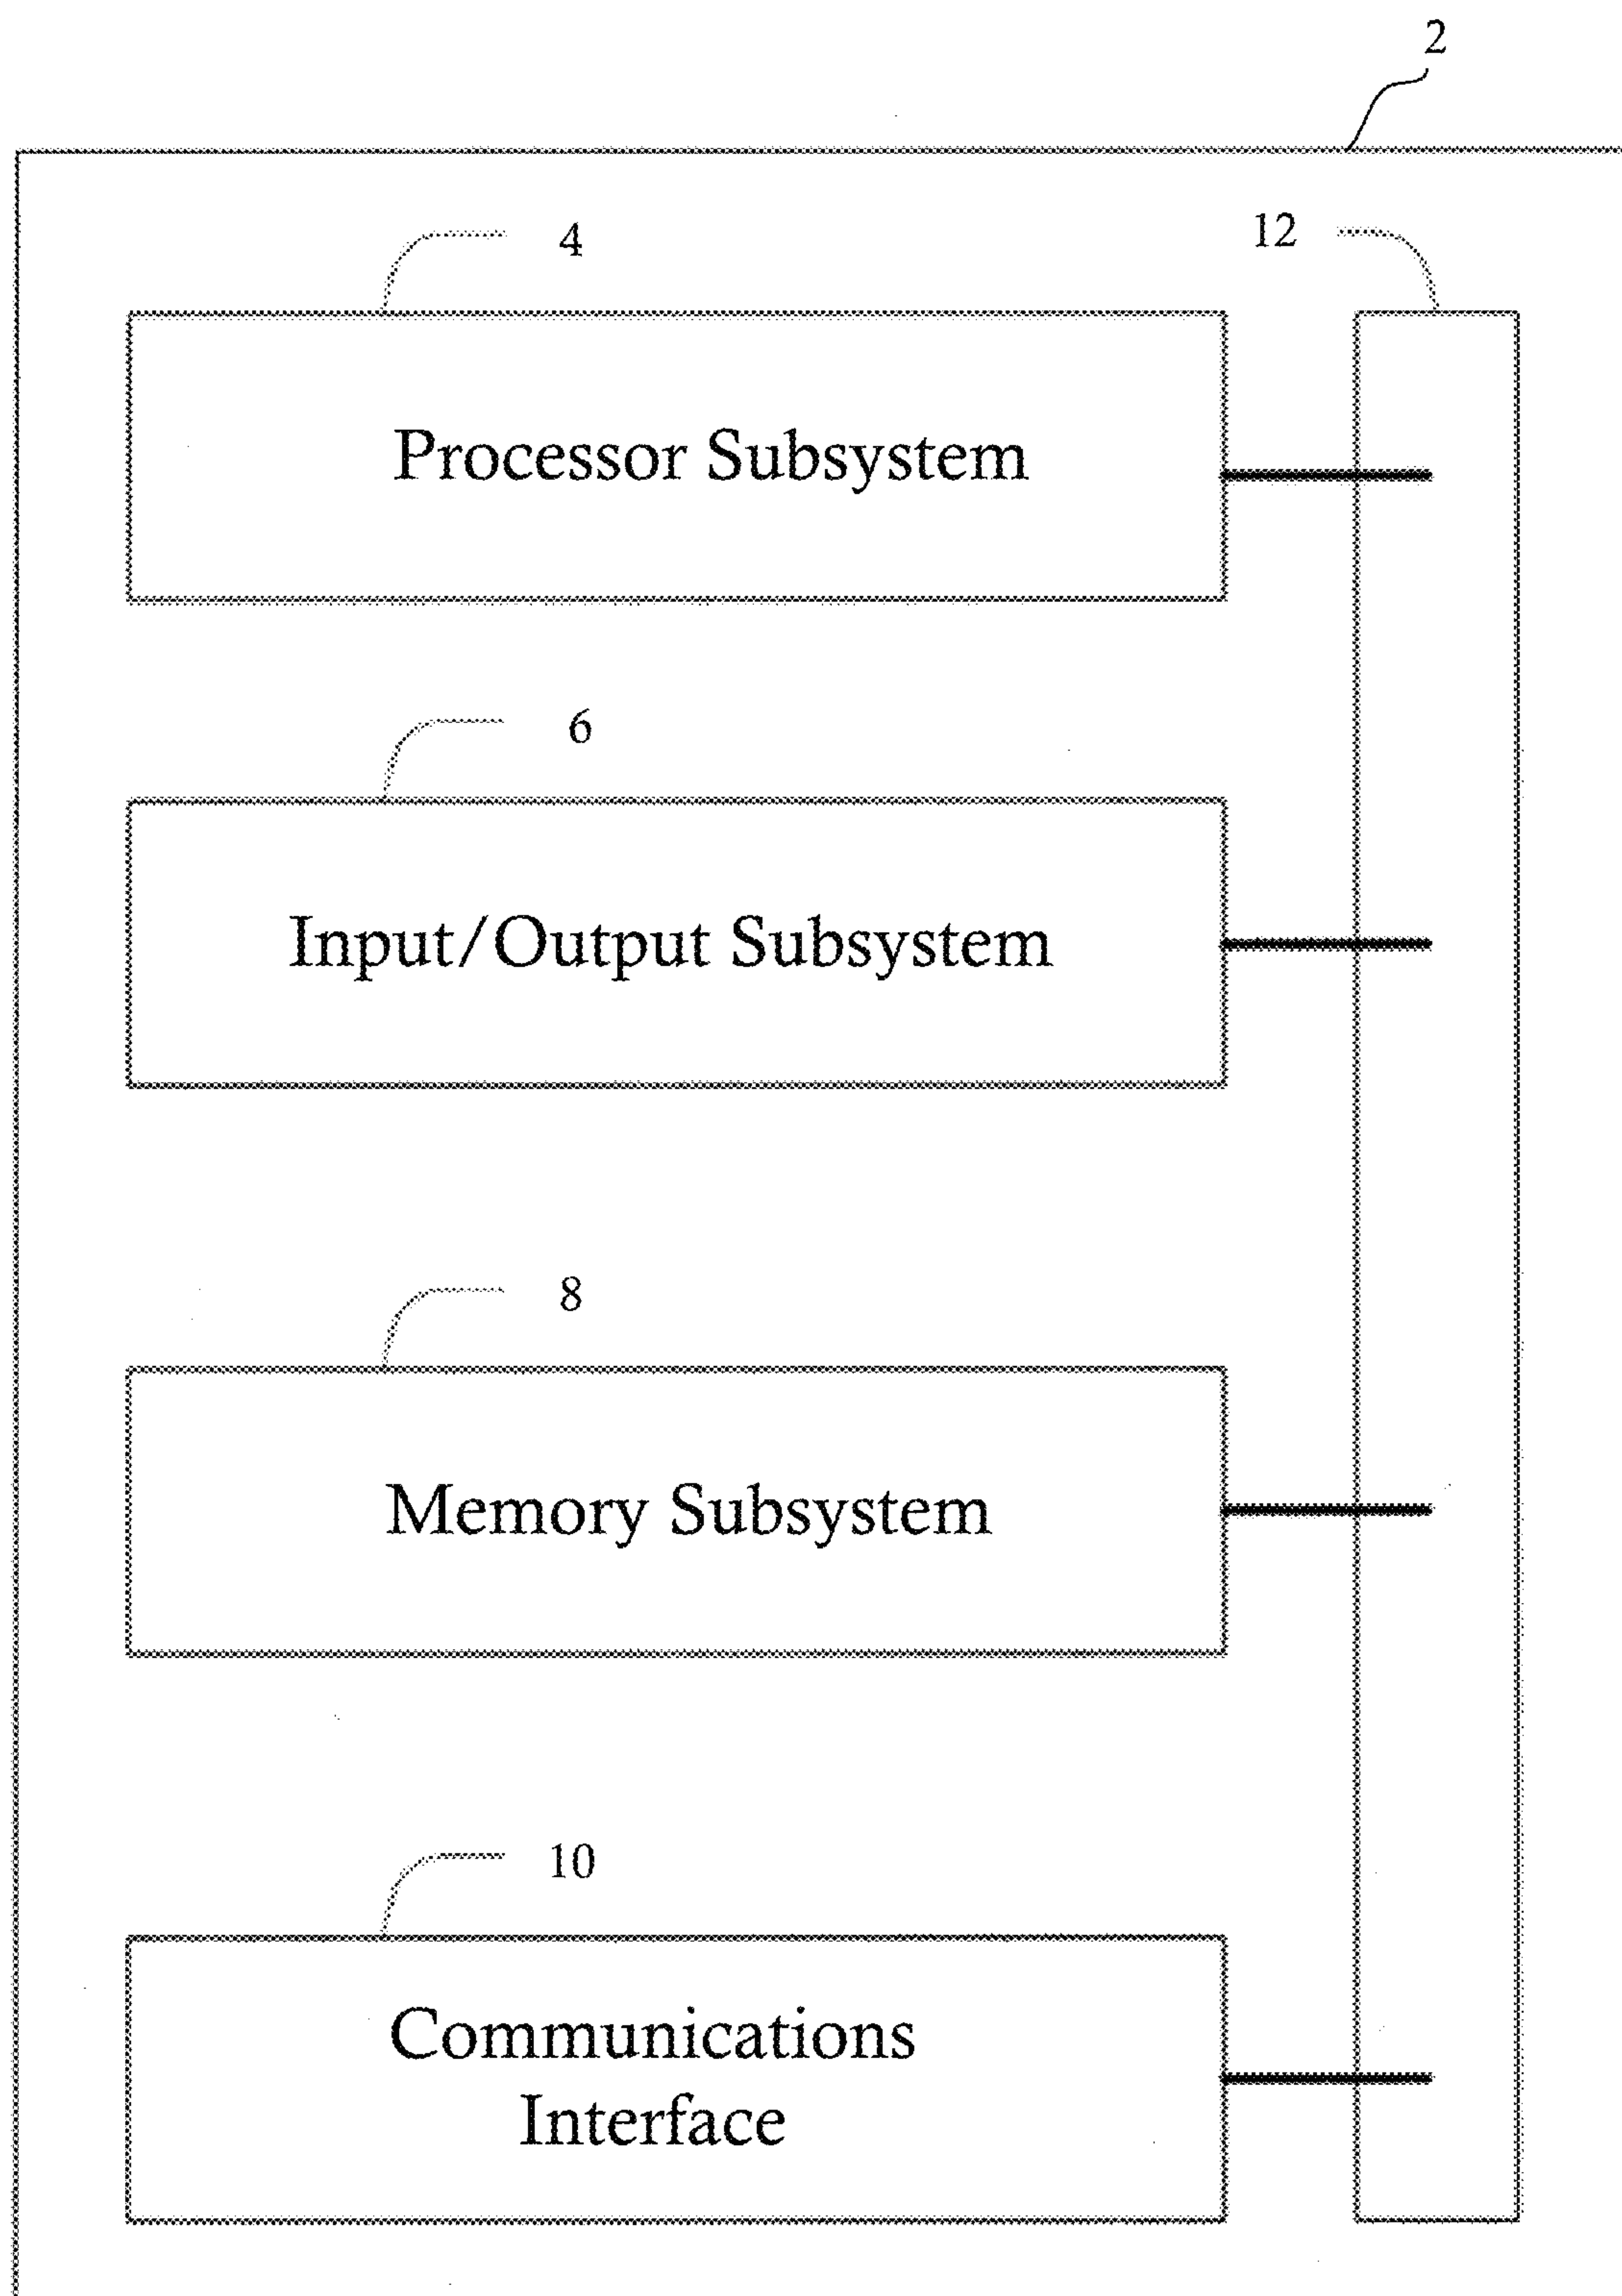 2
4
12
Processor Subsystem
6
Input/Output Subsystem
8
Memory Subsystem
10
Communications
Interface